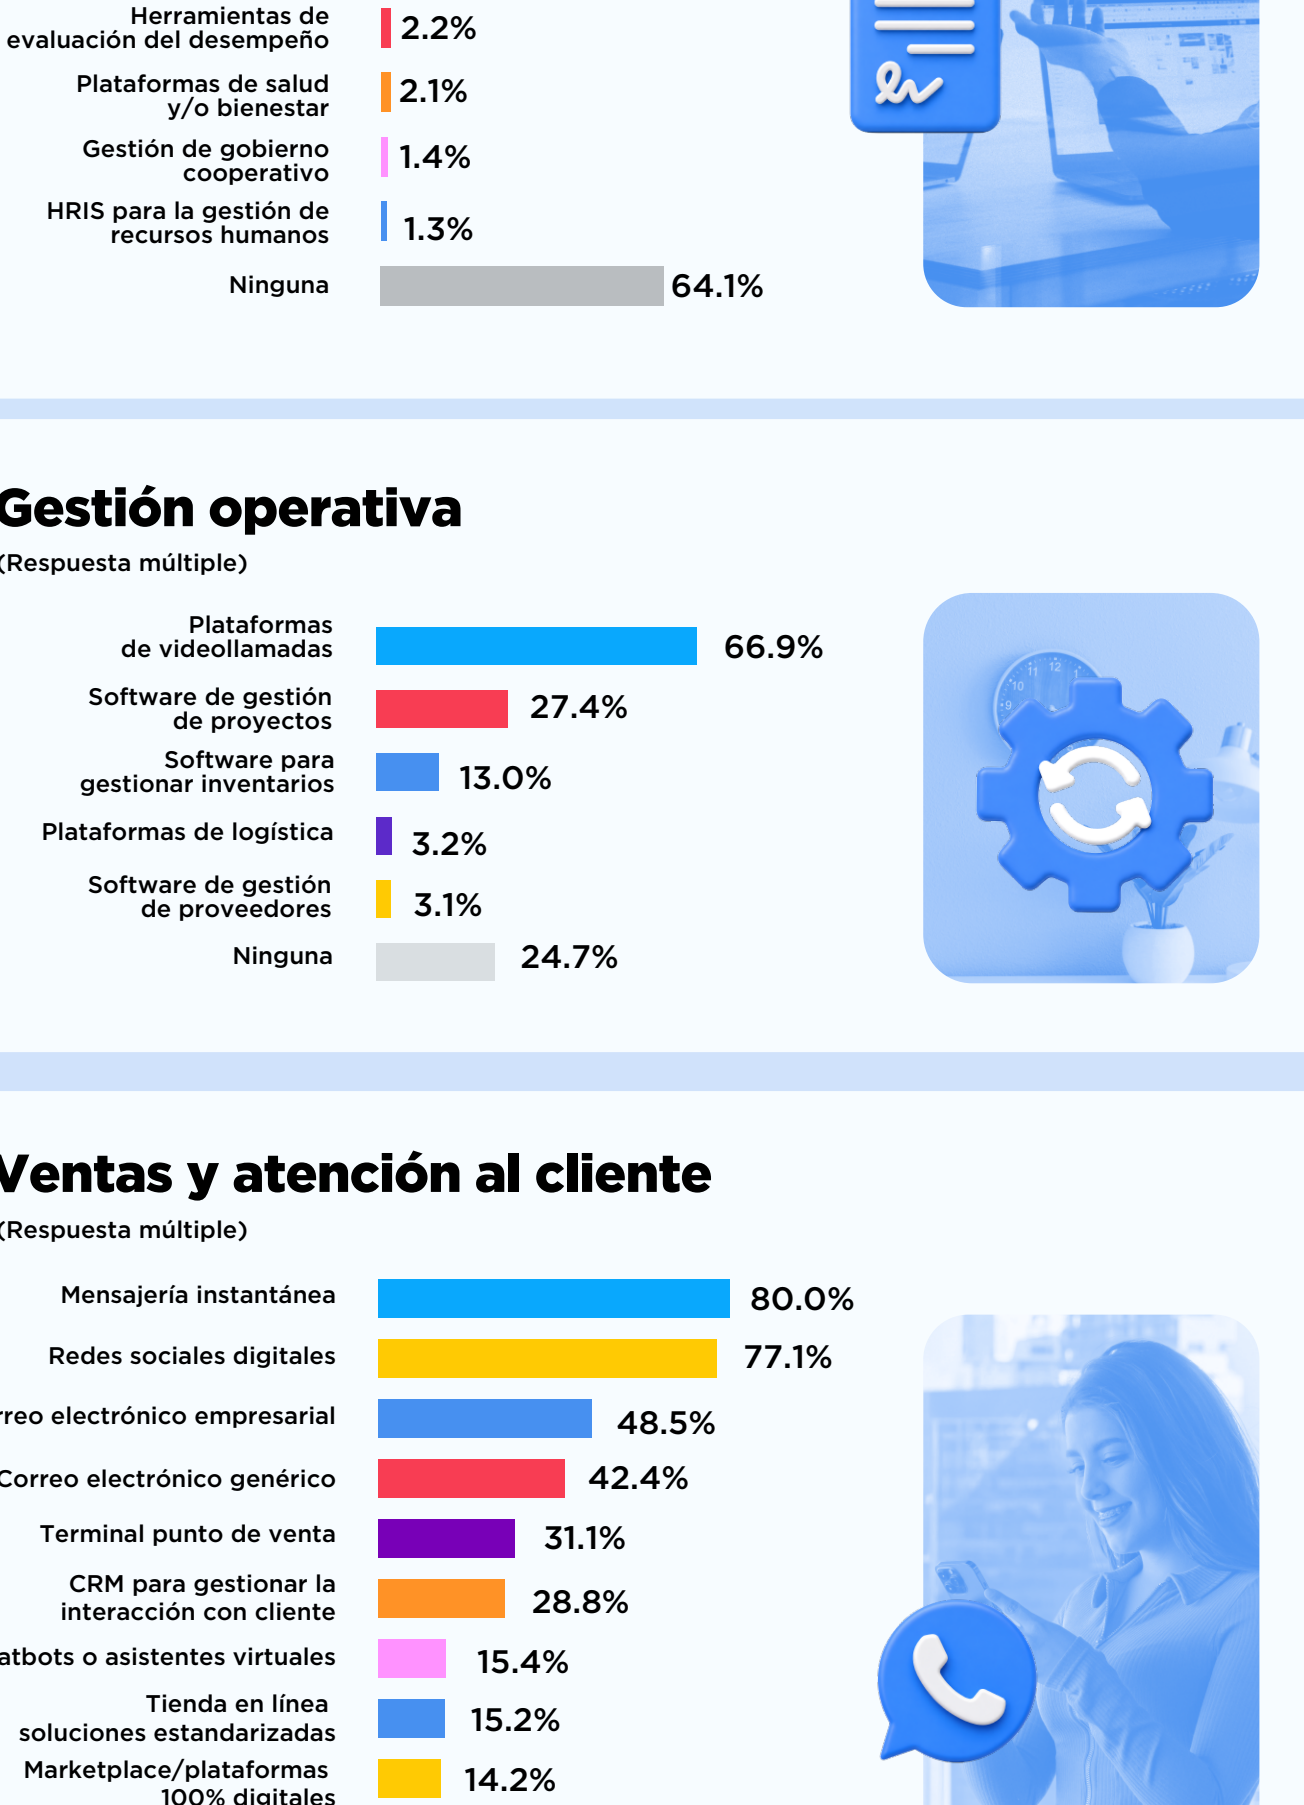 Herramientas de
evaluación del desempeño
2.2%
Plataformas de salud
y/o bienestar
2.1%
Gestión de gobierno
cooperativo
1.4%
HRIS para la gestión de
recursos humanos
1.3%
Ninguna
64.1%
Gestión operativa
(Respuesta múltiple)
Plataformas
de videollamadas
66.9%
Software de gestión
de proyectos
27.4%
Software para
gestionar inventarios
13.0%
Plataformas de logística
3.2%
Software de gestión
de proveedores
3.1%
Ninguna
24.7%
12
11
1
10
9
Ventas y atención al cliente
(Respuesta múltiple)
Mensajería instantánea
80.0%
Redes sociales digitales
77.1%
rreo electrónico empresarial
48.5%
Correo electrónico genérico
42.4%
Terminal punto de venta
31.1%
CRM para gestionar la
interacción con cliente
28.8%
atbots o asistentes virtuales
15.4%
Tienda en línea
soluciones estandarizadas
15.2%
Marketplace/plataformas
100% digitales
14.2%